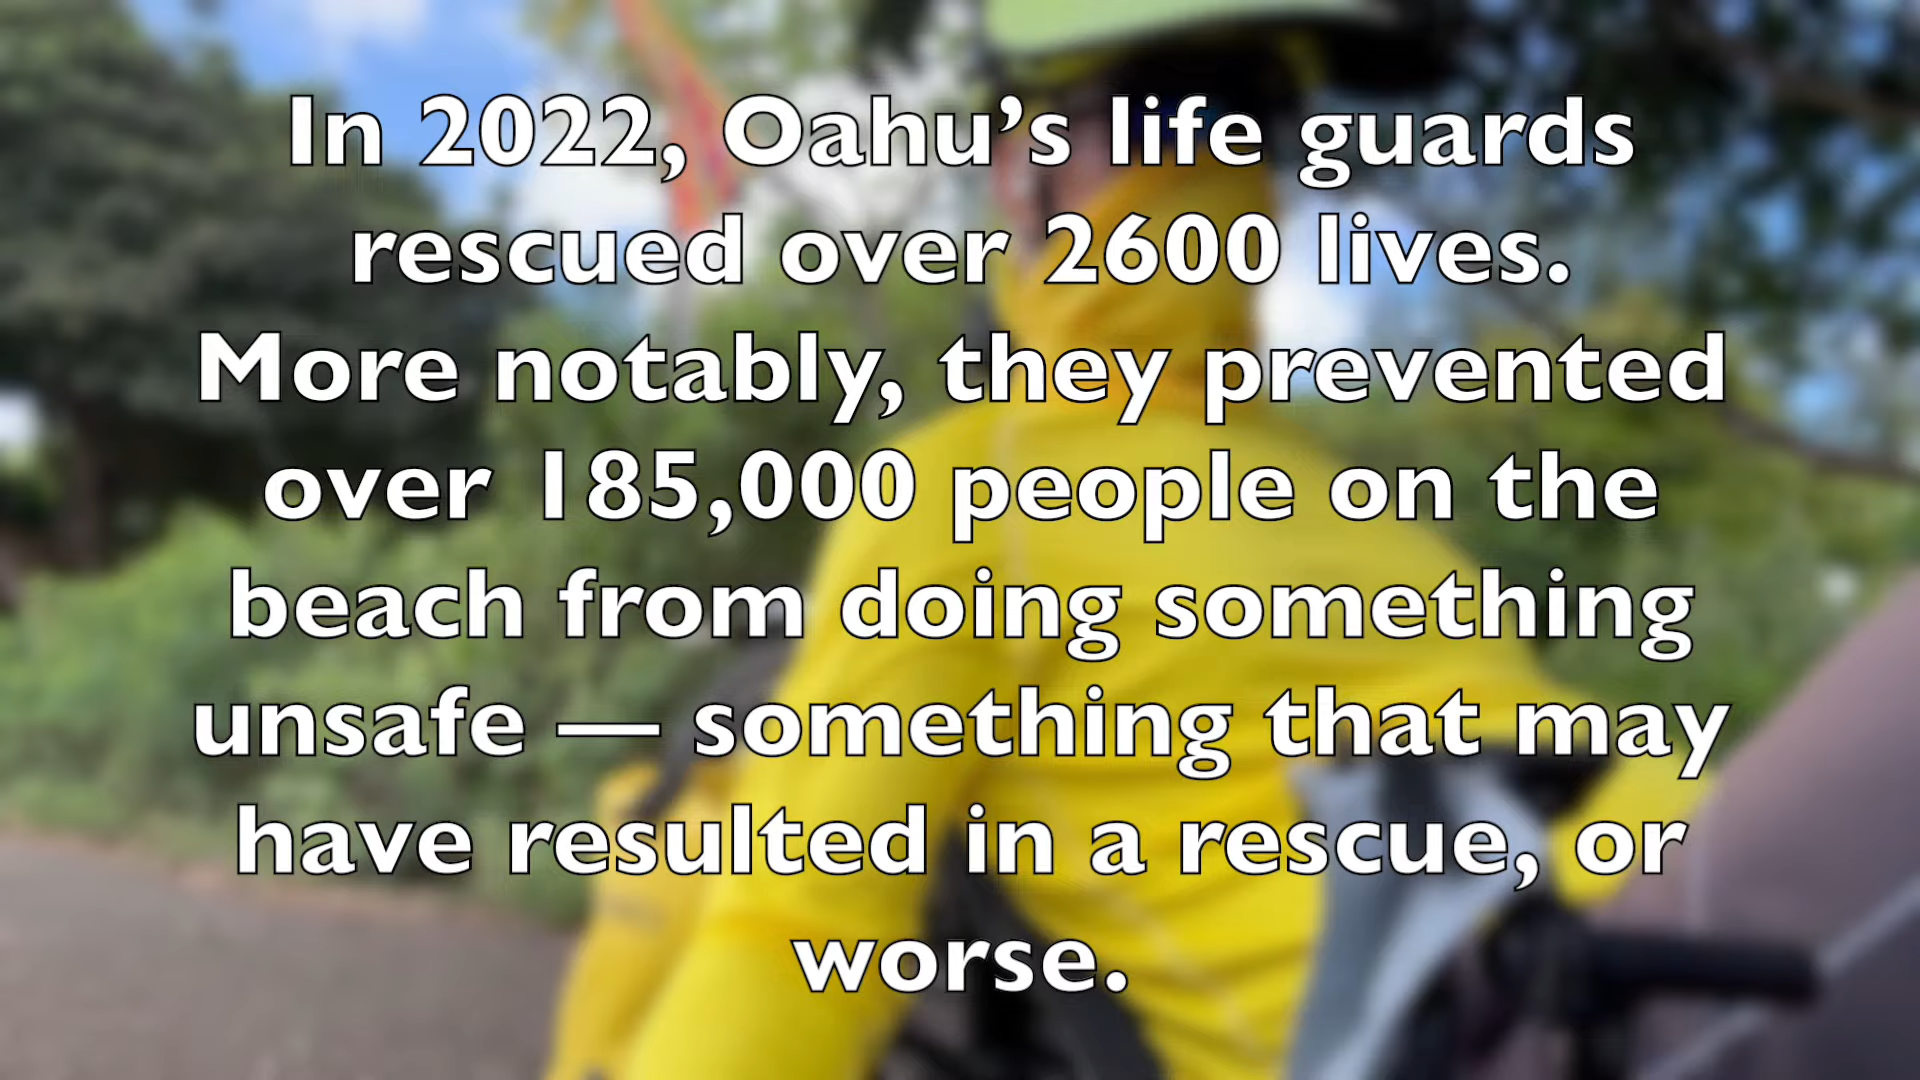 In 2022, Oahu’s life guards
rescued over 2600 lives.
More notably, they prevented
over 185,000 people on the
beach from doing something
unsafe — something that may
have resulted in a rescue, or
worse.